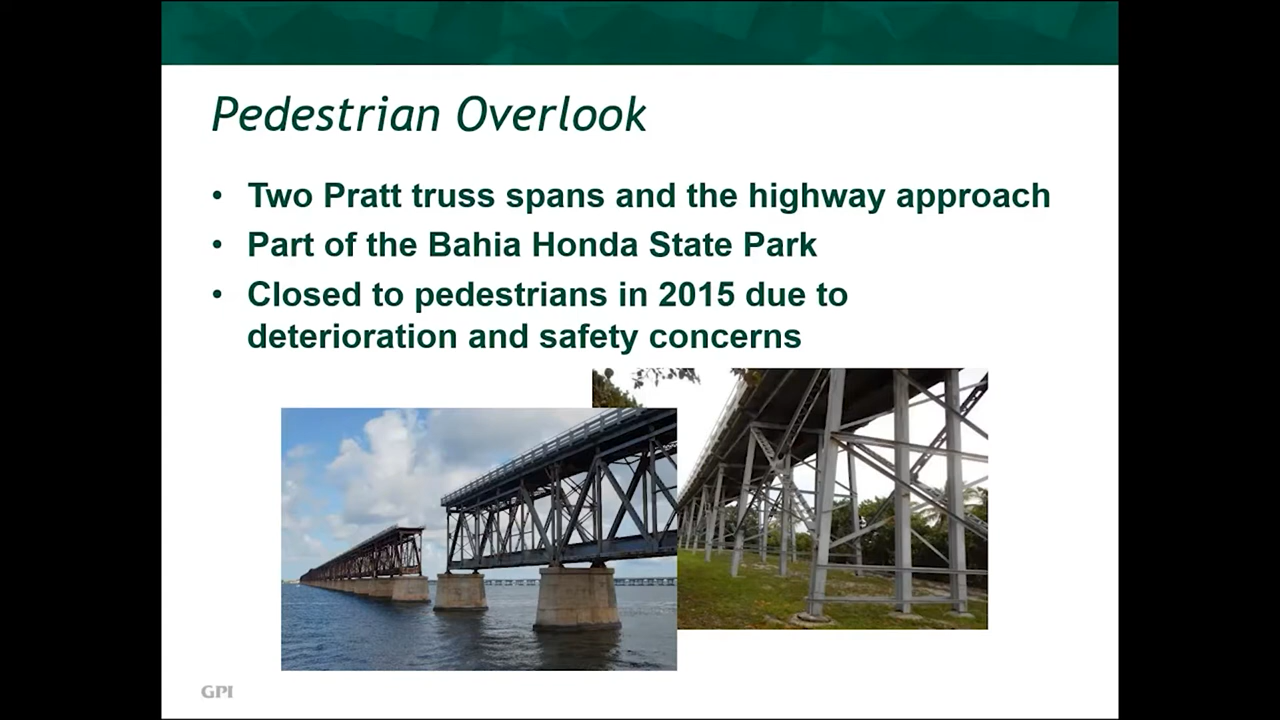 Pedestrian Overlook
• Two Pratt truss spans and the highway approach
• Part of the Bahia Honda State Park
• Closed to pedestrians in 2015 due to
deterioration and safety concerns
GPI